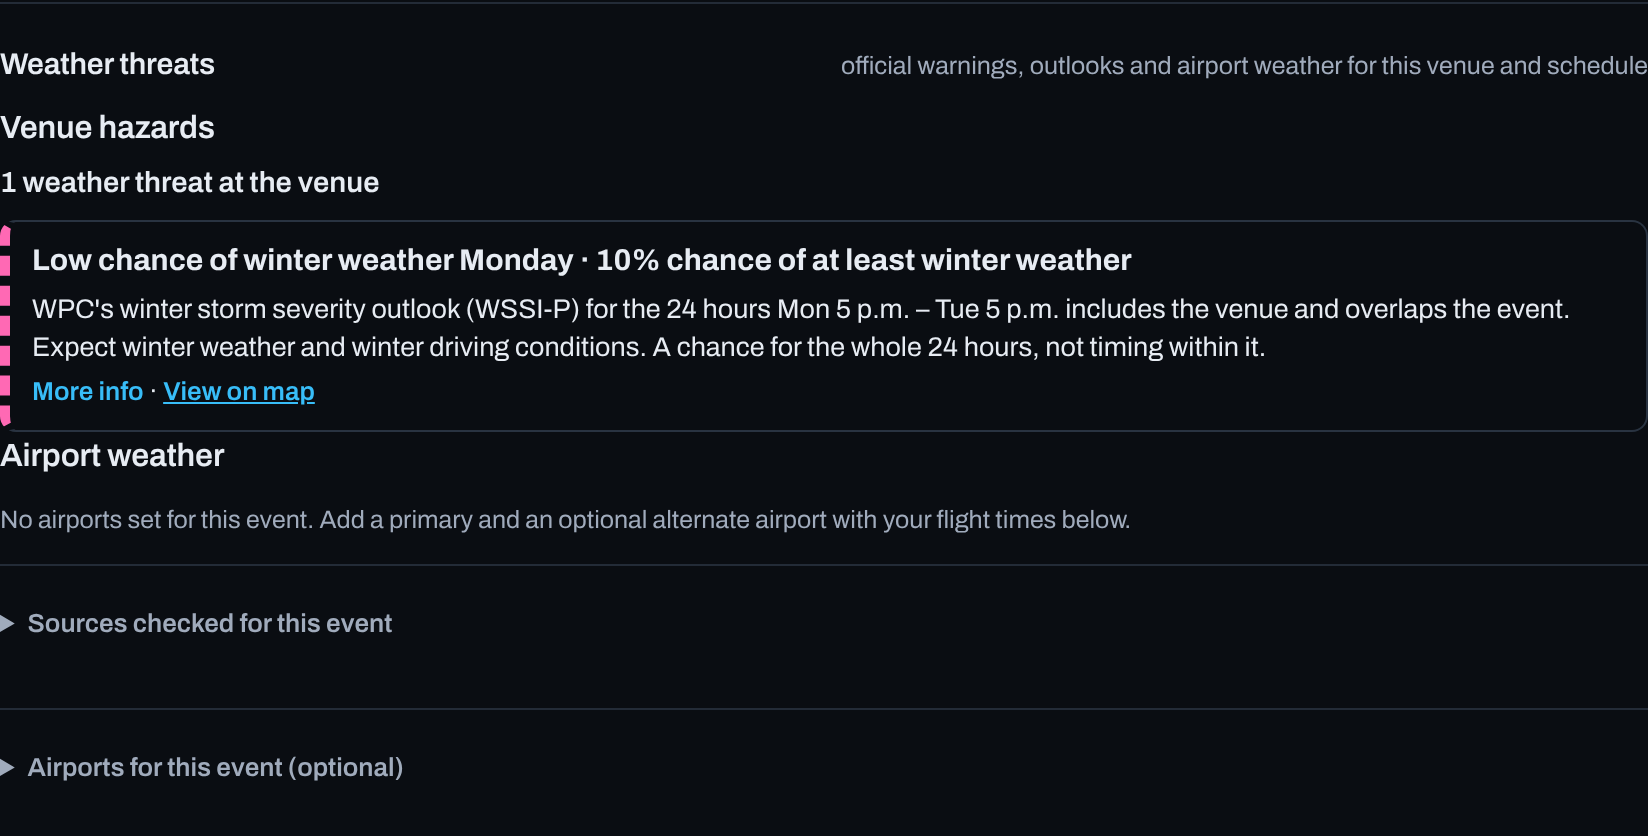 Weather threats
official warnings, outlooks and airport weather for this venue and schedule
Venue hazards
1 weather threat at the venue
Low chance of winter weather Monday · 10% chance of at least winter weather
WPC's winter storm severity outlook (WSSI-P) for the 24 hours Mon 5 p.m. – Tue 5 p.m. includes the venue and overlaps the event.
Expect winter weather and winter driving conditions. A chance for the whole 24 hours, not timing within it.
More info · View on map
Airport weather
No airports set for this event. Add a primary and an optional alternate airport with your flight times below.
Sources checked for this event
Airports for this event (optional)